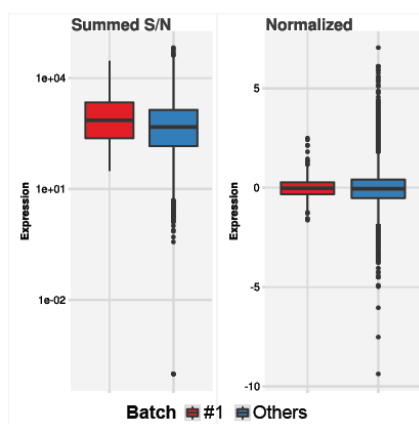 Summed S/N
Normalized
Expression
1e+04
1e+01
1e-02
Expression
5
0
-5
-10
Batch #1 Others